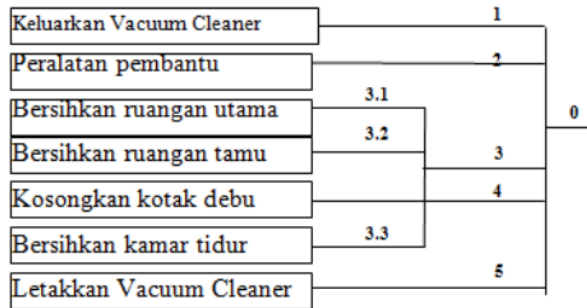 Keluarkan Vacuum Cleaner 1
Peralatan pembantu 2
Bersihkan ruangan utama 3.1
0
Bersihkan ruangan tamu 3.2
3
Kosongkan kotak debu 4
Bersihkan kamar tidur 3.3
Letakkan Vacuum Cleaner 5